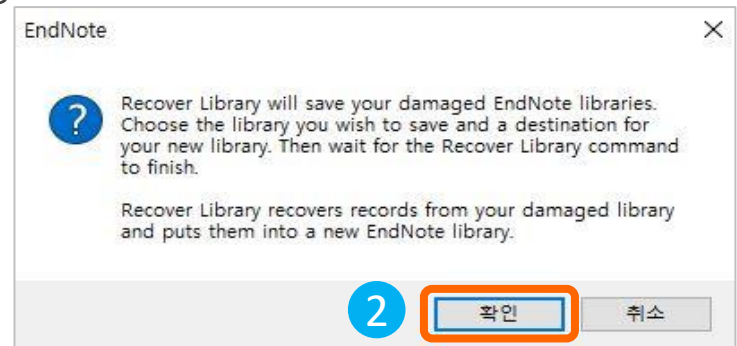 EndNote
Recover Library will save your damaged EndNote libraries.
Choose the library you wish to save and a destination for
your new library. Then wait for the Recover Library command
to finish.
Recover Library recovers records from your damaged library
and puts them into a new EndNote library.
2
확인
취소